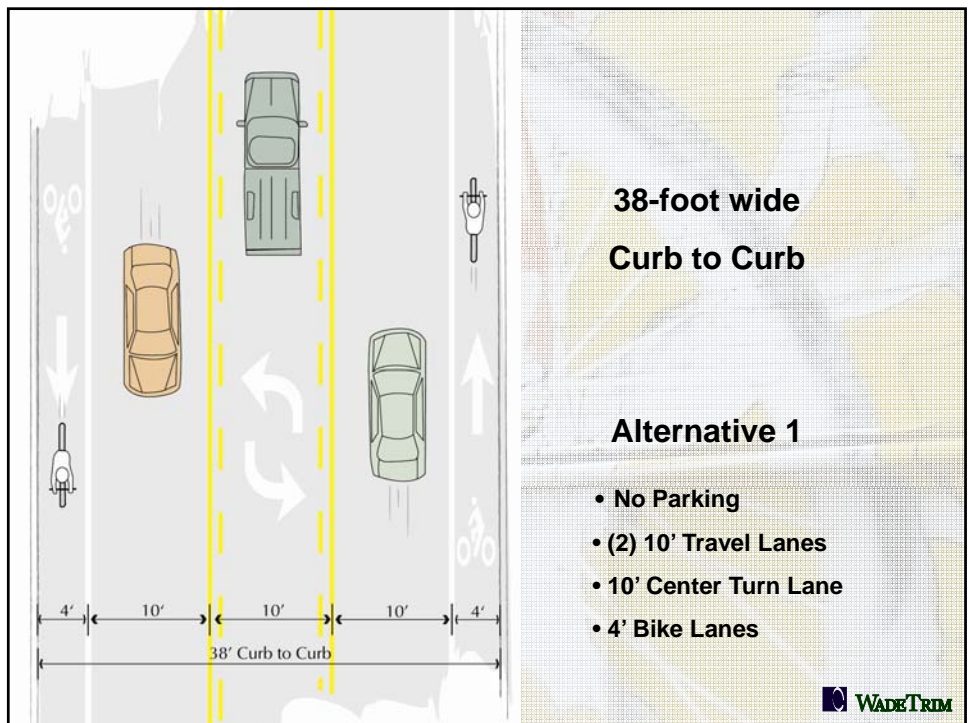 38-foot wide
Curb to Curb
Alternative 1
• No Parking
• (2) 10’ Travel Lanes
• 10’ Center Turn Lane
• 4’ Bike Lanes
4‘ 10‘ 10’ 10’ 4‘
38’ Curb to Curb
WADETRIM